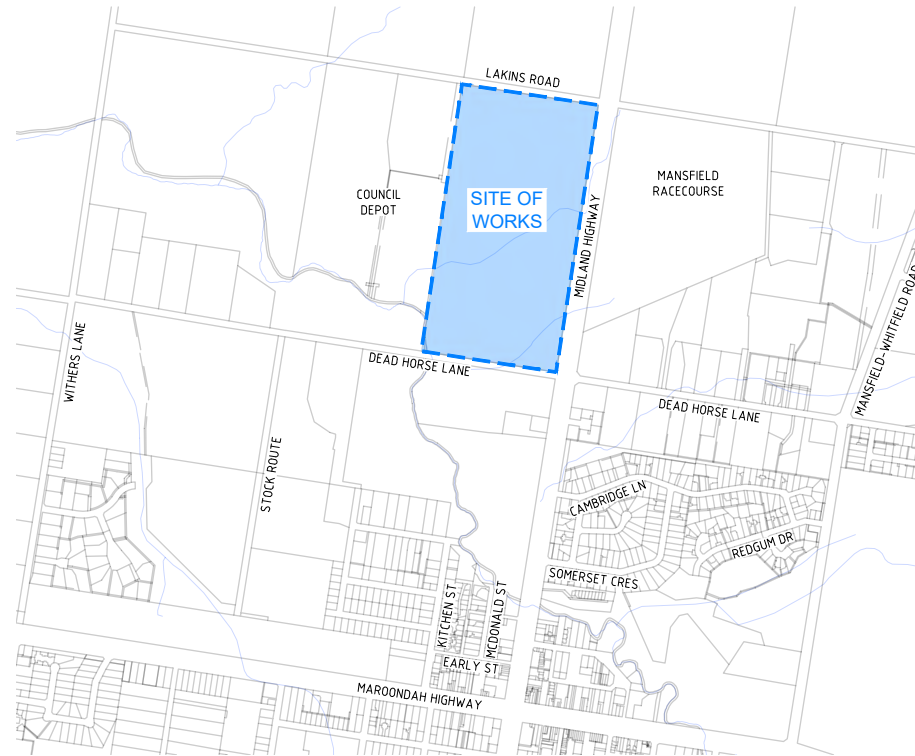 LAKINS ROAD
MANSFIELD
RACECOURSE
COUNCIL
DEPOT
SITE OF
WORKS
MIDLAND HIGHWAY
MANSFIELD-WHITFIELD ROAD
WITHERS LANE
DEAD HORSE LANE
DEAD HORSE LANE
STOCK ROUTE
CAMBRIDGE LN
REDGUM DR
SOMERSET CRES
KITCHEN ST
MCDONALD ST
EARLY ST
MAROONDAH HIGHWAY